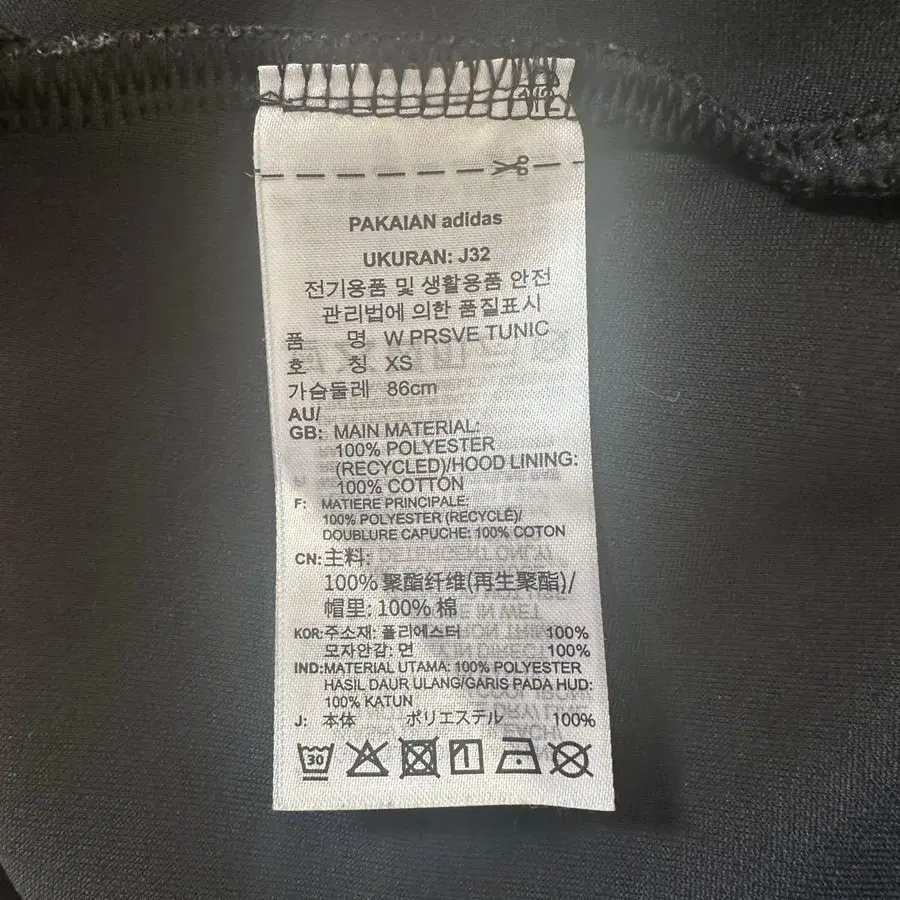 PAKAIAN adidas
UKURAN: J32
전기용품 및 생활용품 안전
관리법에 의한 품질표시
품 명 W PRSVE TUNIC
호 칭 XS
가슴둘레 86cm
AU/
GB: MAIN MATERIAL:
100% POLYESTER
(RECYCLED)/HOOD LINING:
100% COTTON
F: MATIERE PRINCIPALE:
100% POLYESTER (RECYCLÉ)/
DOUBLURE CAPUCHE: 100% COTON
CN: 主料:
100% 聚酯纤维(再生聚酯)/
帽里: 100% 棉
KOR: 주소재: 폴리에스터 100%
모자안감: 면 100%
IND: MATERIAL UTAMA: 100% POLYESTER
HASIL DAUR ULANG/GARIS PADA HUD:
100% KATUN
J: 本体 ポリエステル 100%
30